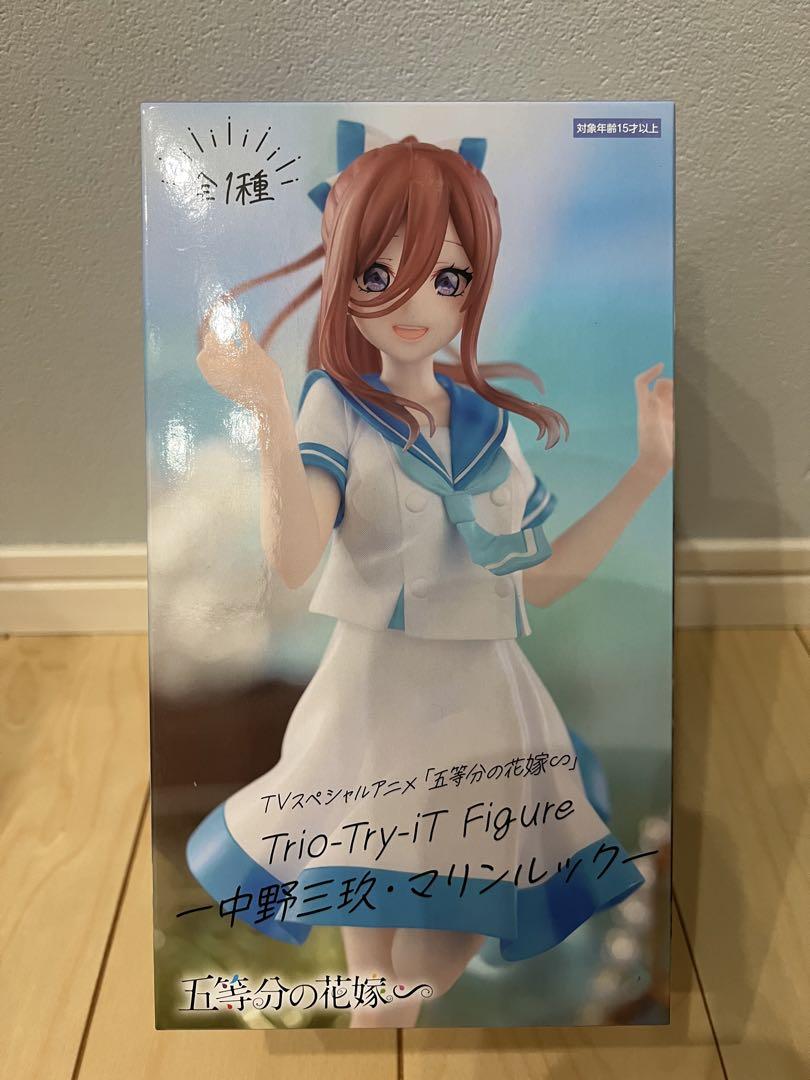 全1種
対象年齢15才以上
TVスペシャルアニメ「五等分の花嫁∽」
Trio-Try-iT Figure
ー中野三玖・マリンルックー
五等分の花嫁∽